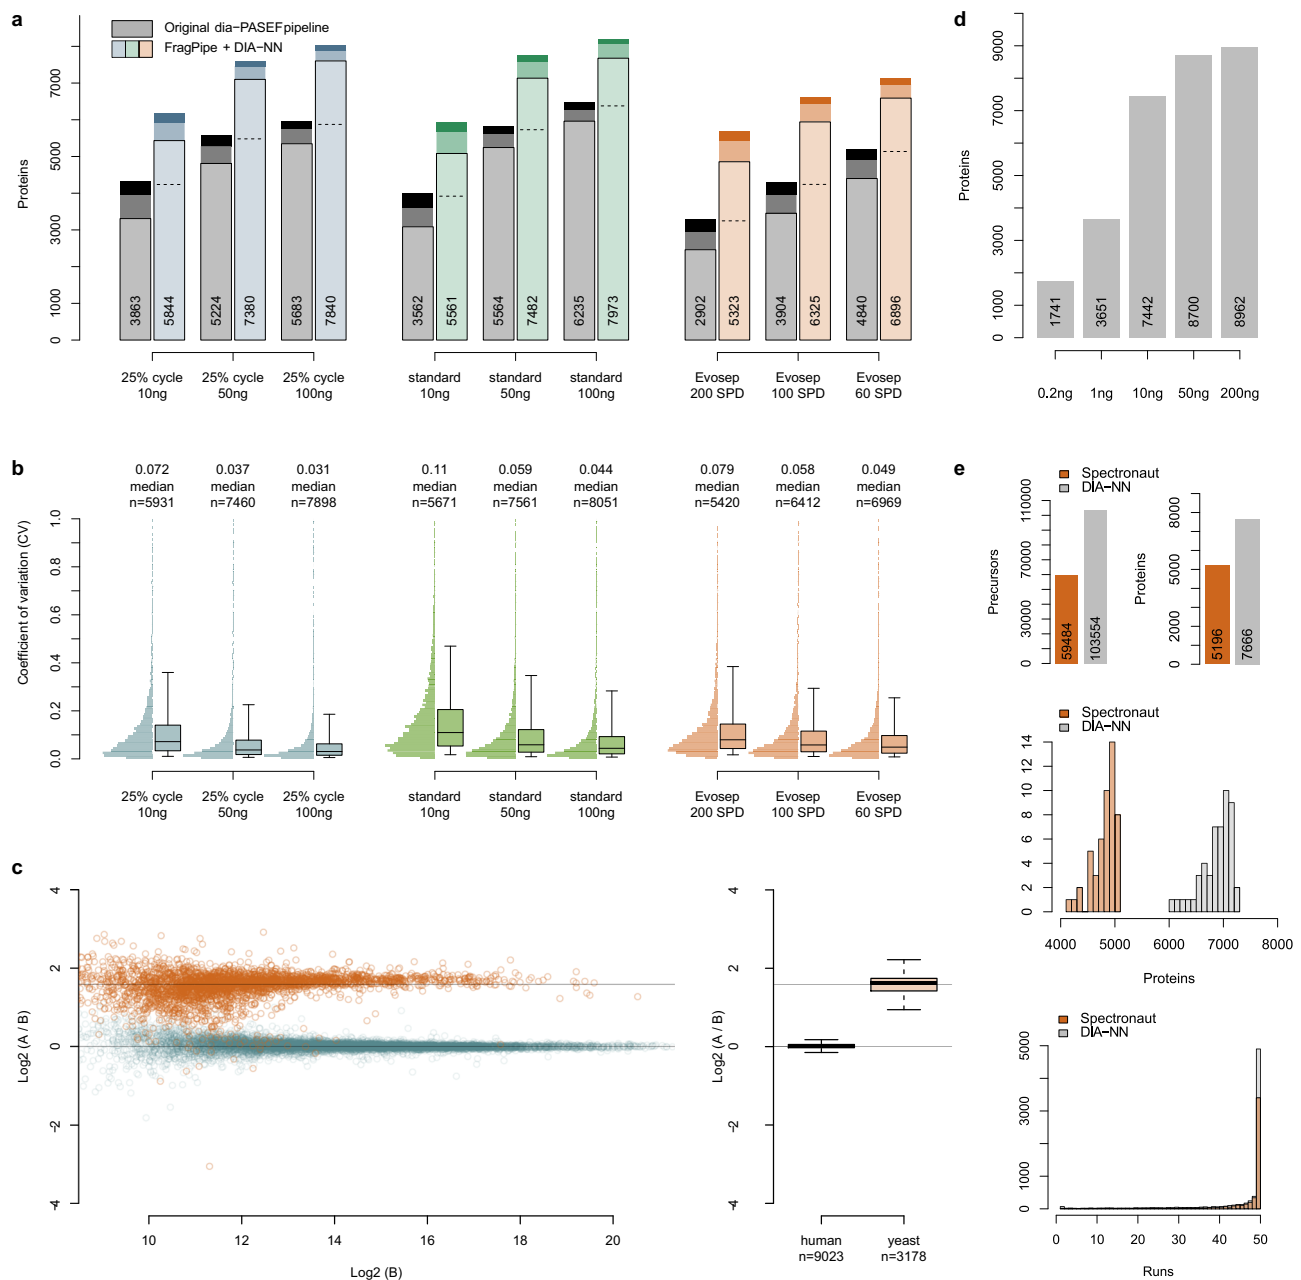 a
Original dia−PASEF pipeline
FragPipe + DIA−NN
Proteins
0
1000
3000
5000
7000
3863
5844
5224
7380
5683
7840
3562
5561
5564
7482
6235
7973
2902
5323
3904
6325
4840
6896
25% cycle
10ng
25% cycle
50ng
25% cycle
100ng
standard
10ng
standard
50ng
standard
100ng
Evosep
200 SPD
Evosep
100 SPD
Evosep
60 SPD
d
Proteins
0
1000
3000
5000
7000
9000
1741
3651
7442
8700
8962
0.2ng
1ng
10ng
50ng
200ng
b
0.072
median
n=5931
0.037
median
n=7460
0.031
median
n=7898
0.11
median
n=5671
0.059
median
n=7561
0.044
median
n=8051
0.079
median
n=5420
0.058
median
n=6412
0.049
median
n=6969
Coefficient of variation (CV)
0.0
0.2
0.4
0.6
0.8
1.0
25% cycle
10ng
25% cycle
50ng
25% cycle
100ng
standard
10ng
standard
50ng
standard
100ng
Evosep
200 SPD
Evosep
100 SPD
Evosep
60 SPD
e
Spectronaut
DIA−NN
Precursors
0
30000
70000
110000
59484
103554
Proteins
0
2000
5000
8000
5196
7666
Spectronaut
DIA−NN
0
2
4
6
8
10
12
14
4000
5000
6000
7000
8000
Proteins
Spectronaut
DIA−NN
0
1000
3000
5000
0
10
20
30
40
50
Runs
c
Log2 (A / B)
−4
−2
0
2
4
10
12
14
16
18
20
Log2 (B)
Log2 (A / B)
−4
−2
0
2
4
human
n=9023
yeast
n=3178